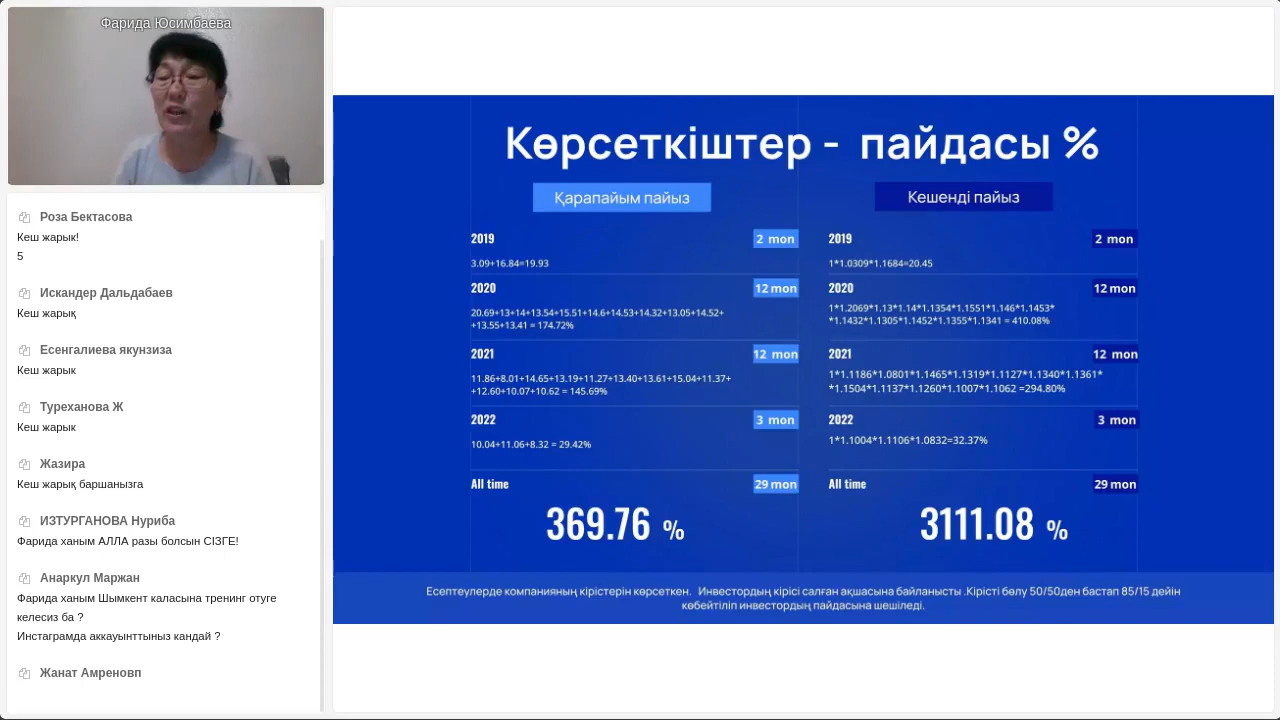 Фарида Юсимбаева
Роза Бектасова
Кеш жарык!
5
Искандер Дальдабаев
Кеш жарық
Есенгалиева якунзиза
Кеш жарык
Туреханова Ж
Кеш жарык
Жазира
Кеш жарық баршанызга
ИЗТУРГАНОВА Нуриба
Фарида ханым АЛЛА разы болсын СІЗГЕ!
Анаркул Маржан
Фарида ханым Шымкент каласына тренинг отуге
келесиз ба ?
Инстаграмда аккауынттыныз кандай ?
Жанат Амреновп
Көрсеткіштер - пайдасы %
Қарапайым пайыз
2019
2 mon
3.09+16.84=19.93
2020
12 mon
20.69+13+14+13.54+15.51+14.6+14.53+14.32+13.05+14.52+
+13.55+13,41 = 174.72%
2021
12 mon
11.86+8.01+14.65+13.19+11.27+13.40+13.61+15.04+11.37+
+12.60+10.07+10.62 = 145.69%
2022
3 mon
10.04+11.06+8.32 = 29.42%
All time
29 mon
369.76 %
Кешенді пайыз
2019
2 mon
1*1.0309*1.1684=20.45
2020
12 mon
1*1.2069*1.13*1.14*1.1354*1.1551*1.146*1.1453*
*1.1432*1.1305*1.1452*1.1355*1.1341 = 410.08%
2021
12 mon
1*1.1186*1.0801*1.1465*1.1319*1.1127*1.1340*1.1361*
*1.1504*1.1137*1.1260*1.1007*1.1062 =294.80%
2022
3 mon
1*1.1004*1.1106*1.0832=32.37%
All time
29 mon
3111.08 %
Есептеулерде компанияның кірістерін көрсеткен. Инвестордың кірісі салған ақшасына байланысты .Кірісті бөлу 50/50ден бастап 85/15 дейін
көбейтіліп инвестордың пайдасына шешіледі.